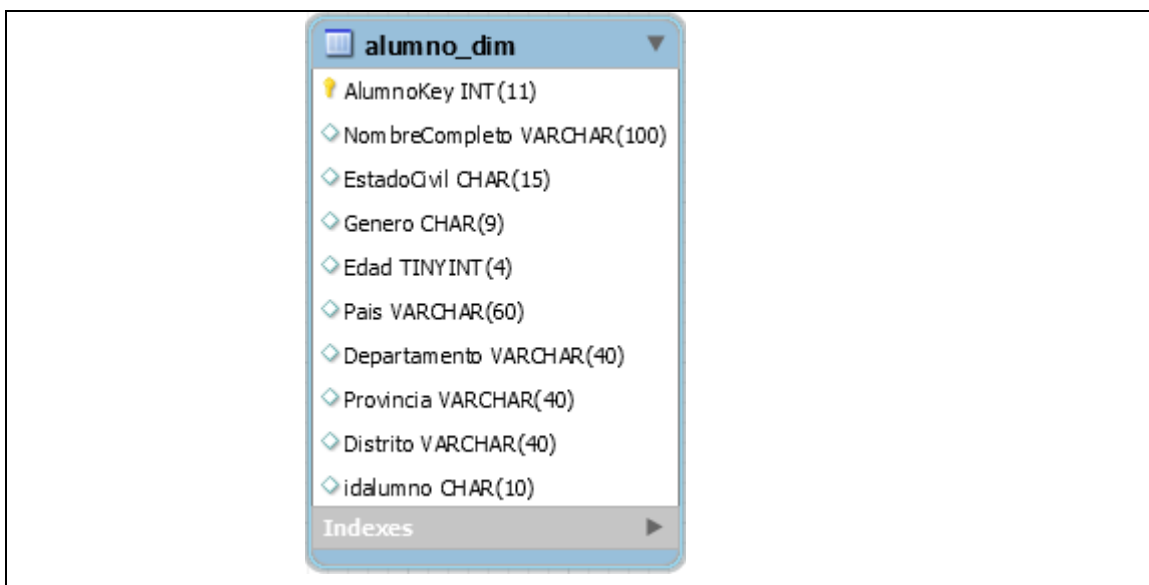 alumno_dim
AlumnoKey INT(11)
NombreCompleto VARCHAR(100)
EstadoCivil CHAR(15)
Genero CHAR(9)
Edad TINYINT(4)
Pais VARCHAR(60)
Departamento VARCHAR(40)
Provincia VARCHAR(40)
Distrito VARCHAR(40)
idalumno CHAR(10)
Indexes